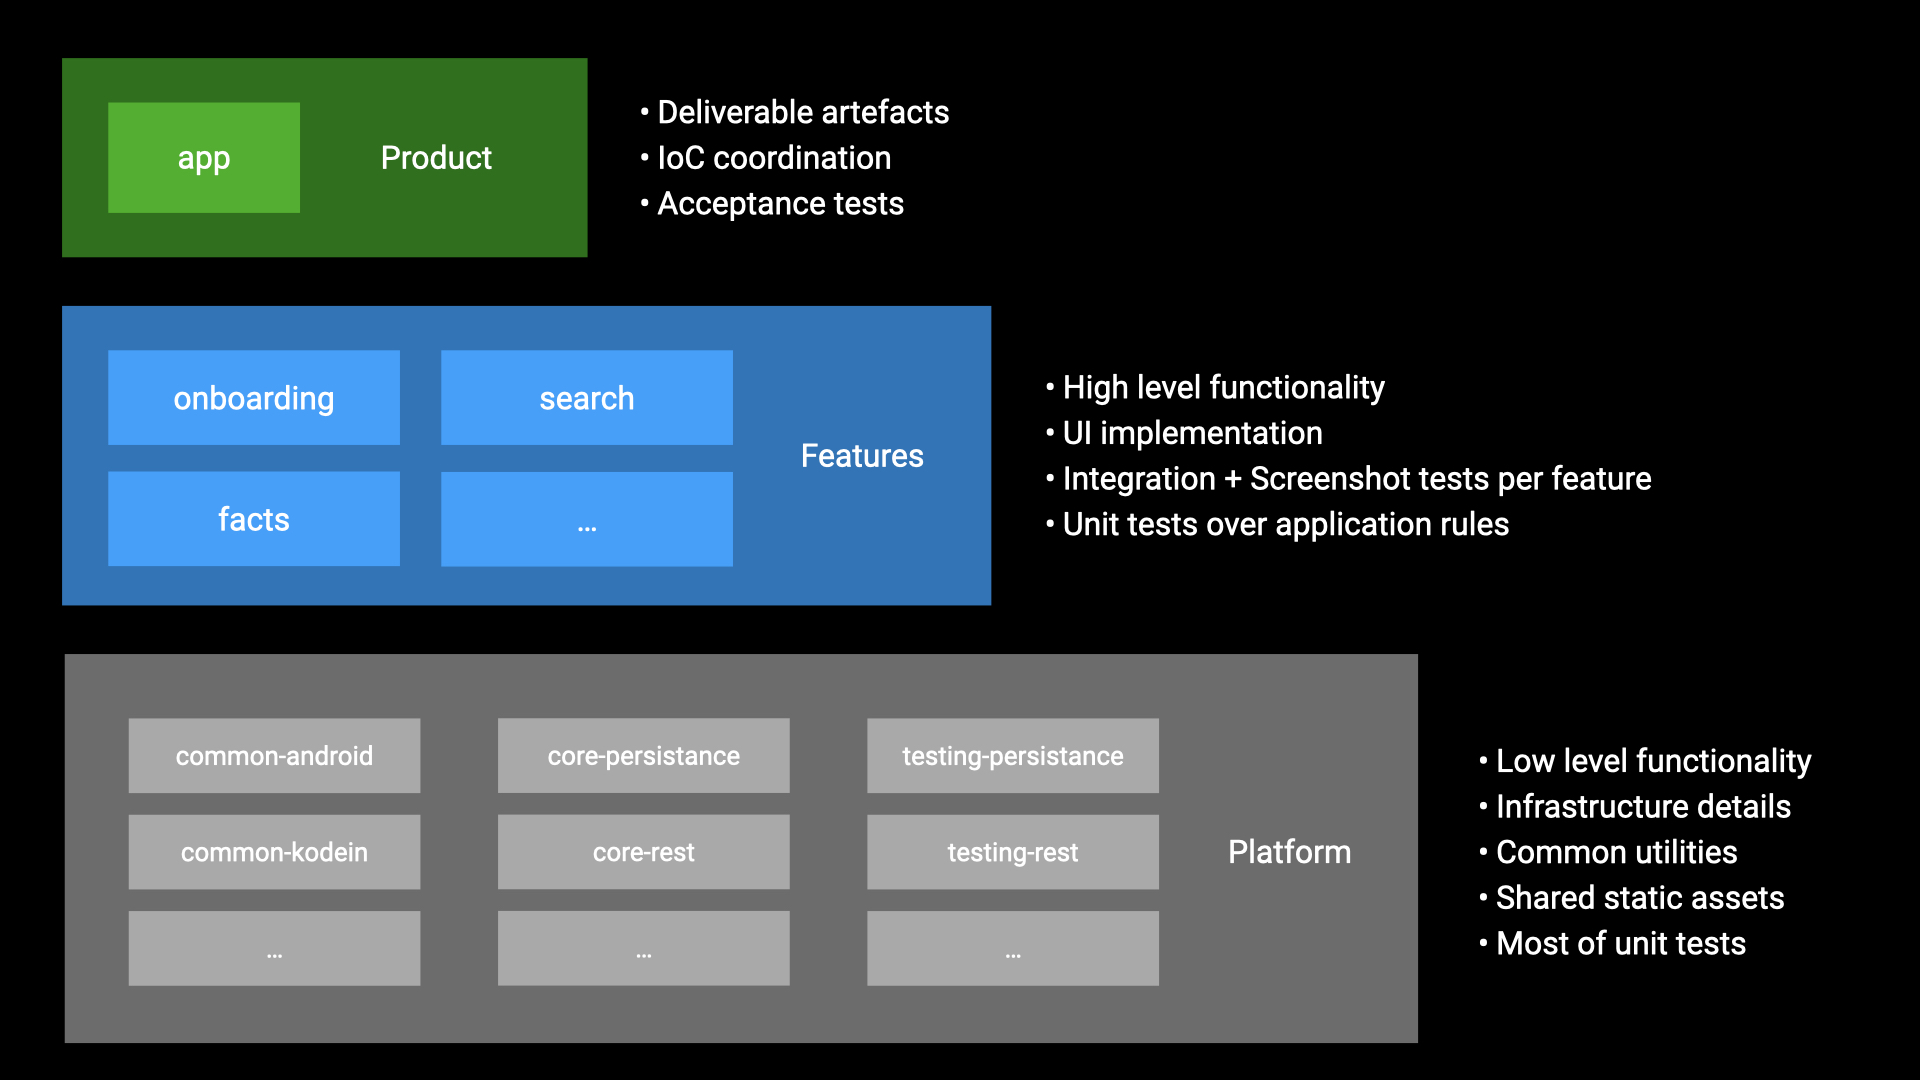 app
Product
• Deliverable artefacts
• IoC coordination
• Acceptance tests
onboarding
search
facts
...
Features
• High level functionality
• UI implementation
• Integration + Screenshot tests per feature
• Unit tests over application rules
common-android
core-persistance
testing-persistance
common-kodein
core-rest
testing-rest
...
...
...
Platform
• Low level functionality
• Infrastructure details
• Common utilities
• Shared static assets
• Most of unit tests